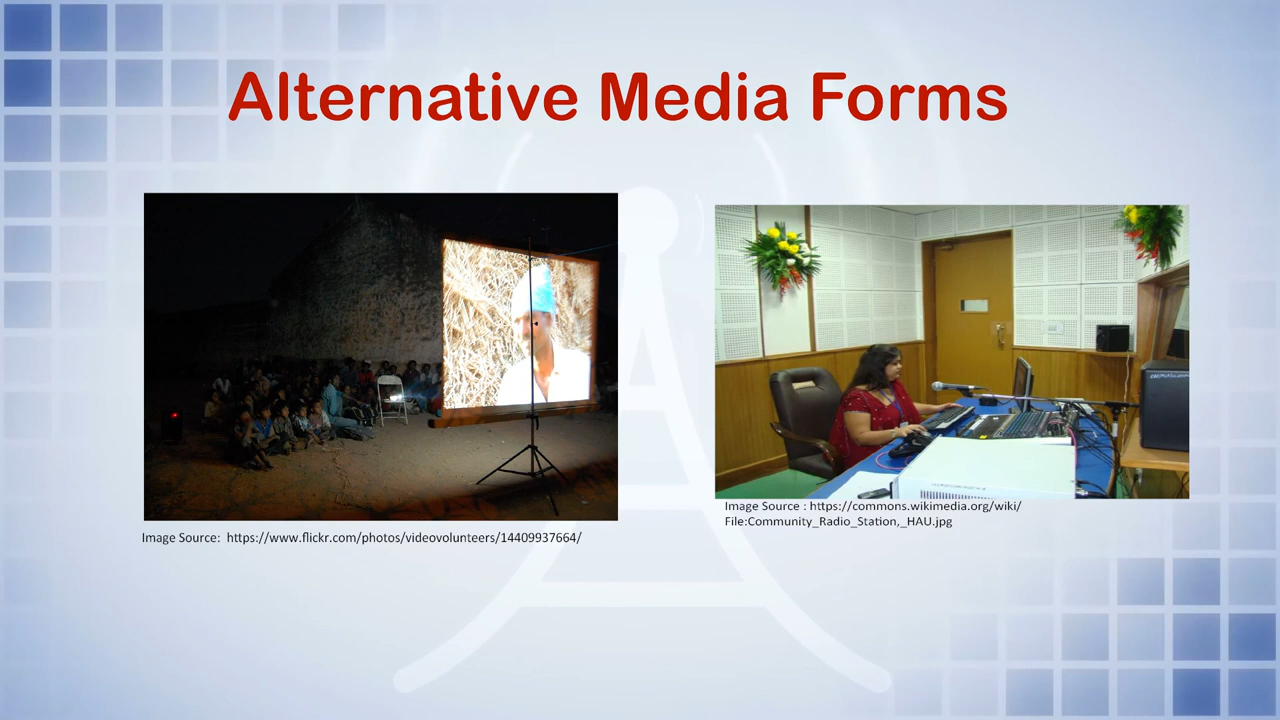 Alternative Media Forms
Image Source: https://www.flickr.com/photos/videovolunteers/14409937664/
Image Source : https://commons.wikimedia.org/wiki/
File:Community_Radio_Station,_HAU.jpg